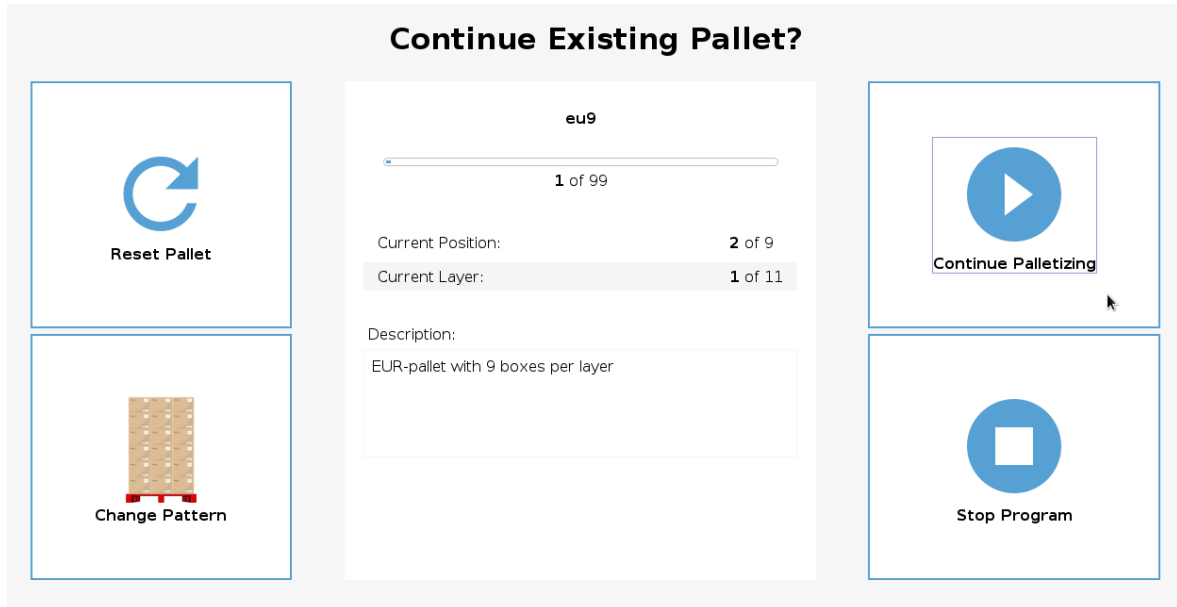 Continue Existing Pallet?
Reset Pallet
Change Pattern
eu9
1 of 99
Current Position: 2 of 9
Current Layer: 1 of 11
Description:
EUR-pallet with 9 boxes per layer
Continue Palletizing
Stop Program